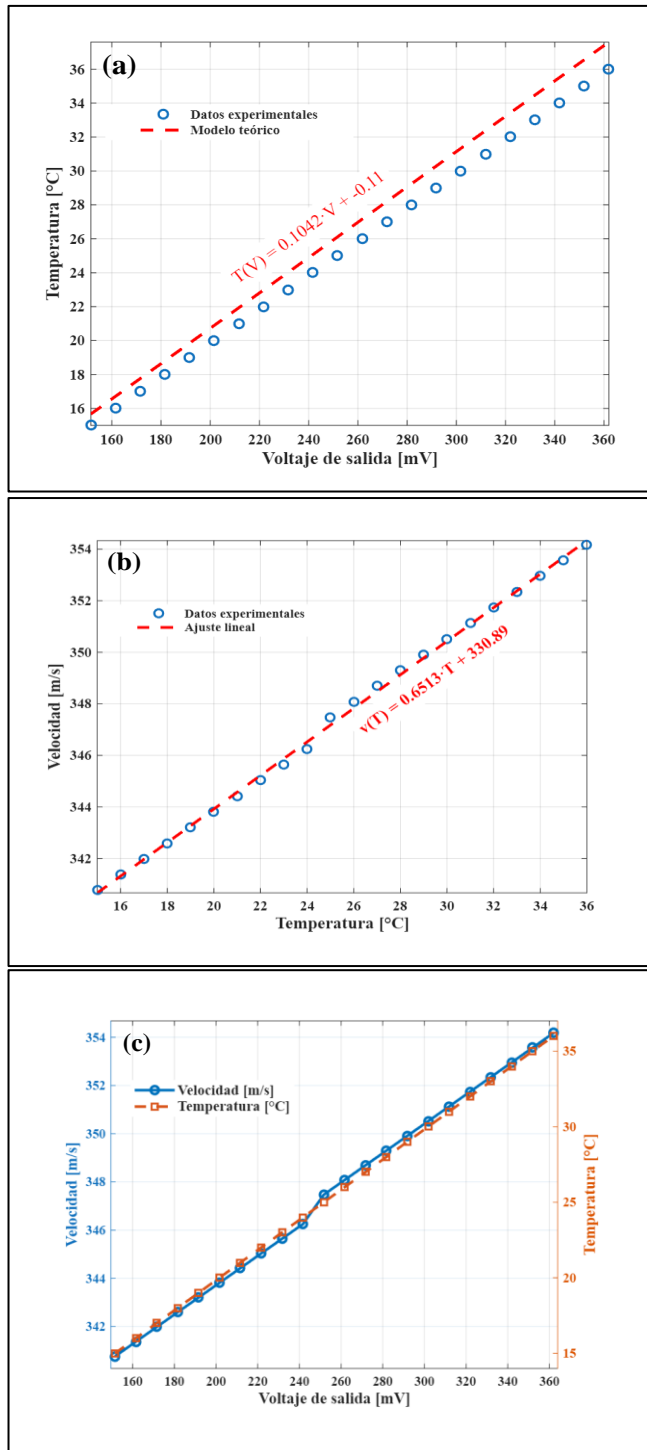 (a)
Datos experimentales
Modelo teórico
T(V) = 0.1042·V + -0.11
Temperatura [°C]
36
34
32
30
28
26
24
22
20
18
16
160 180 200 220 240 260 280 300 320 340 360
Voltaje de salida [mV]
(b)
Datos experimentales
Ajuste lineal
v(T) = 0.6513·T + 330.89
Velocidad [m/s]
354
352
350
348
346
344
342
16 18 20 22 24 26 28 30 32 34 36
Temperatura [°C]
(c)
Velocidad [m/s]
Temperatura [°C]
Velocidad [m/s]
354
352
350
348
346
344
342
35
30
25
20
15
Temperatura [°C]
160 180 200 220 240 260 280 300 320 340 360
Voltaje de salida [mV]